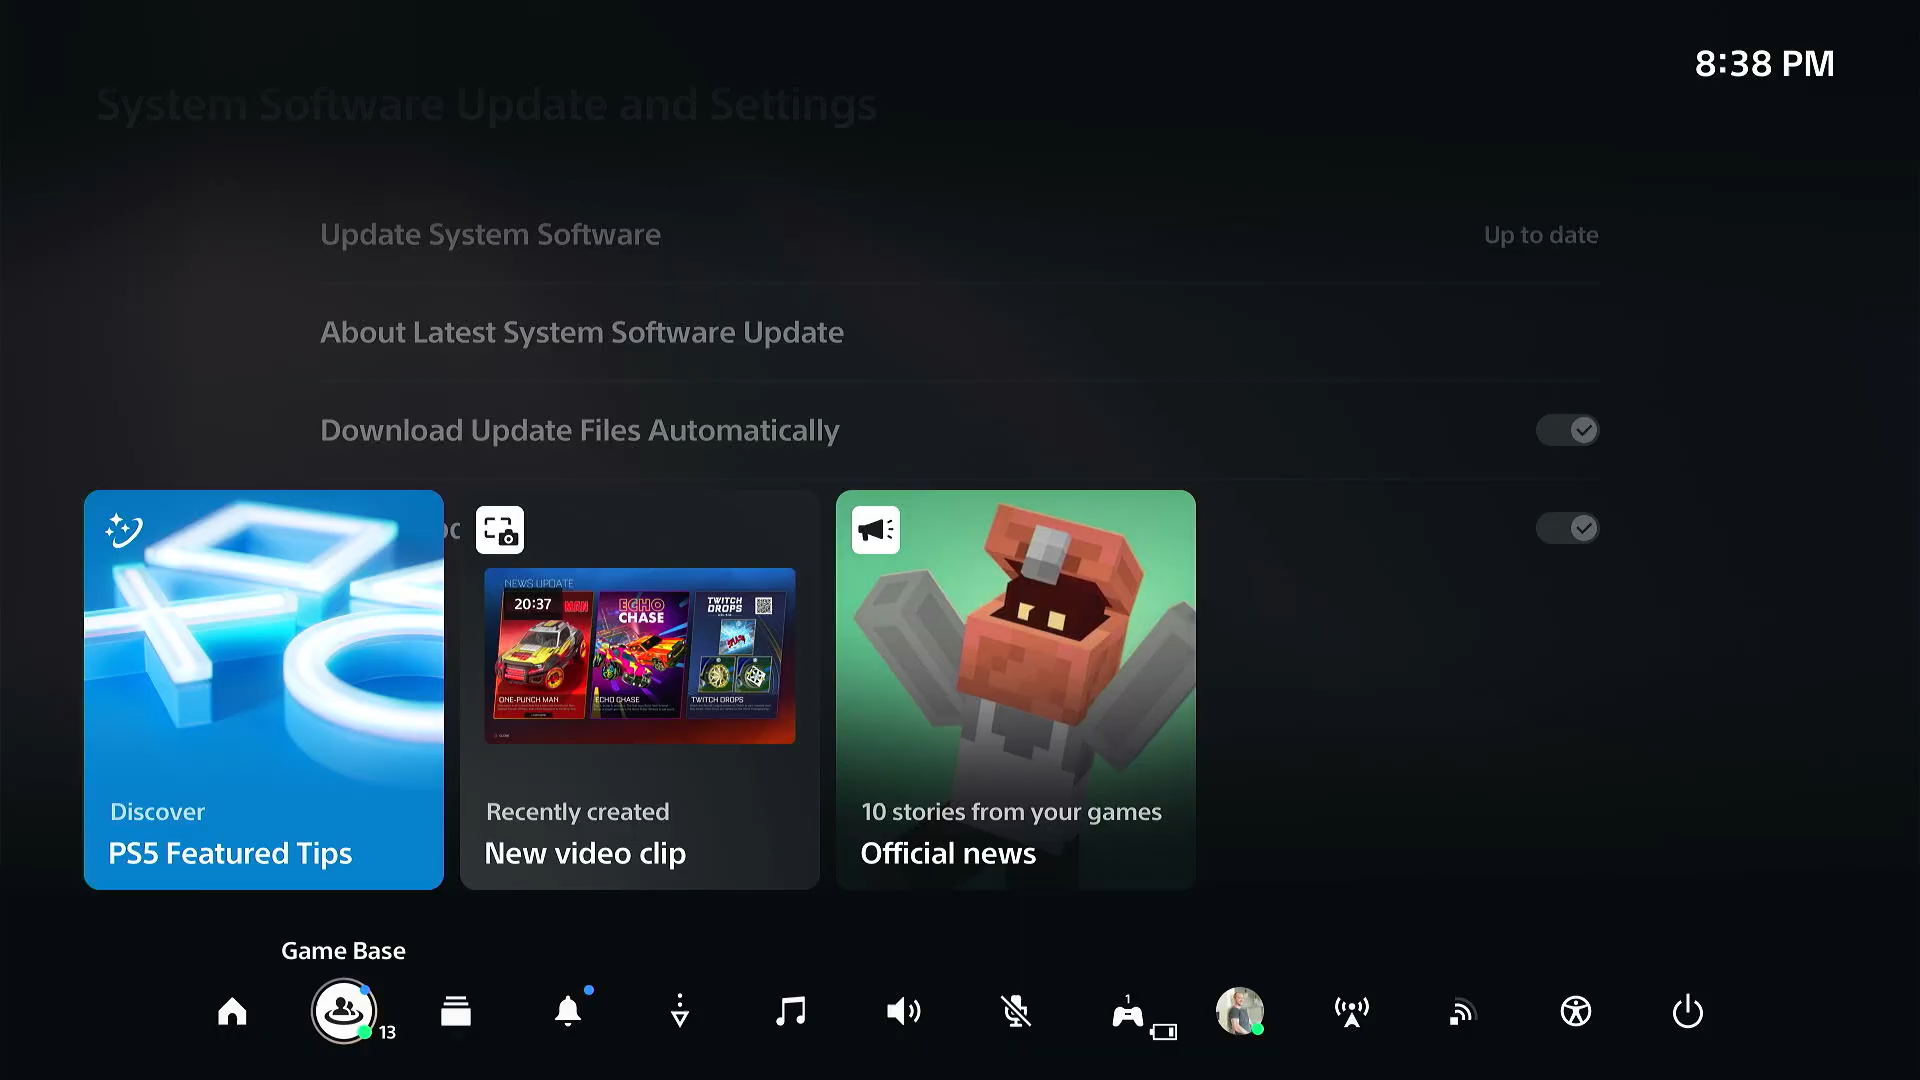 8:38 PM
System Software Update and Settings
Update System Software
Up to date
About Latest System Software Update
Download Update Files Automatically
NEWS UPDATE
20:37
MAN
ECHO
CHASE
TWITCH
DROPS
ONE-PUNCH MAN
ECHO CHASE
TWITCH DROPS
Discover
PS5 Featured Tips
Recently created
New video clip
10 stories from your games
Official news
Game Base
13
1